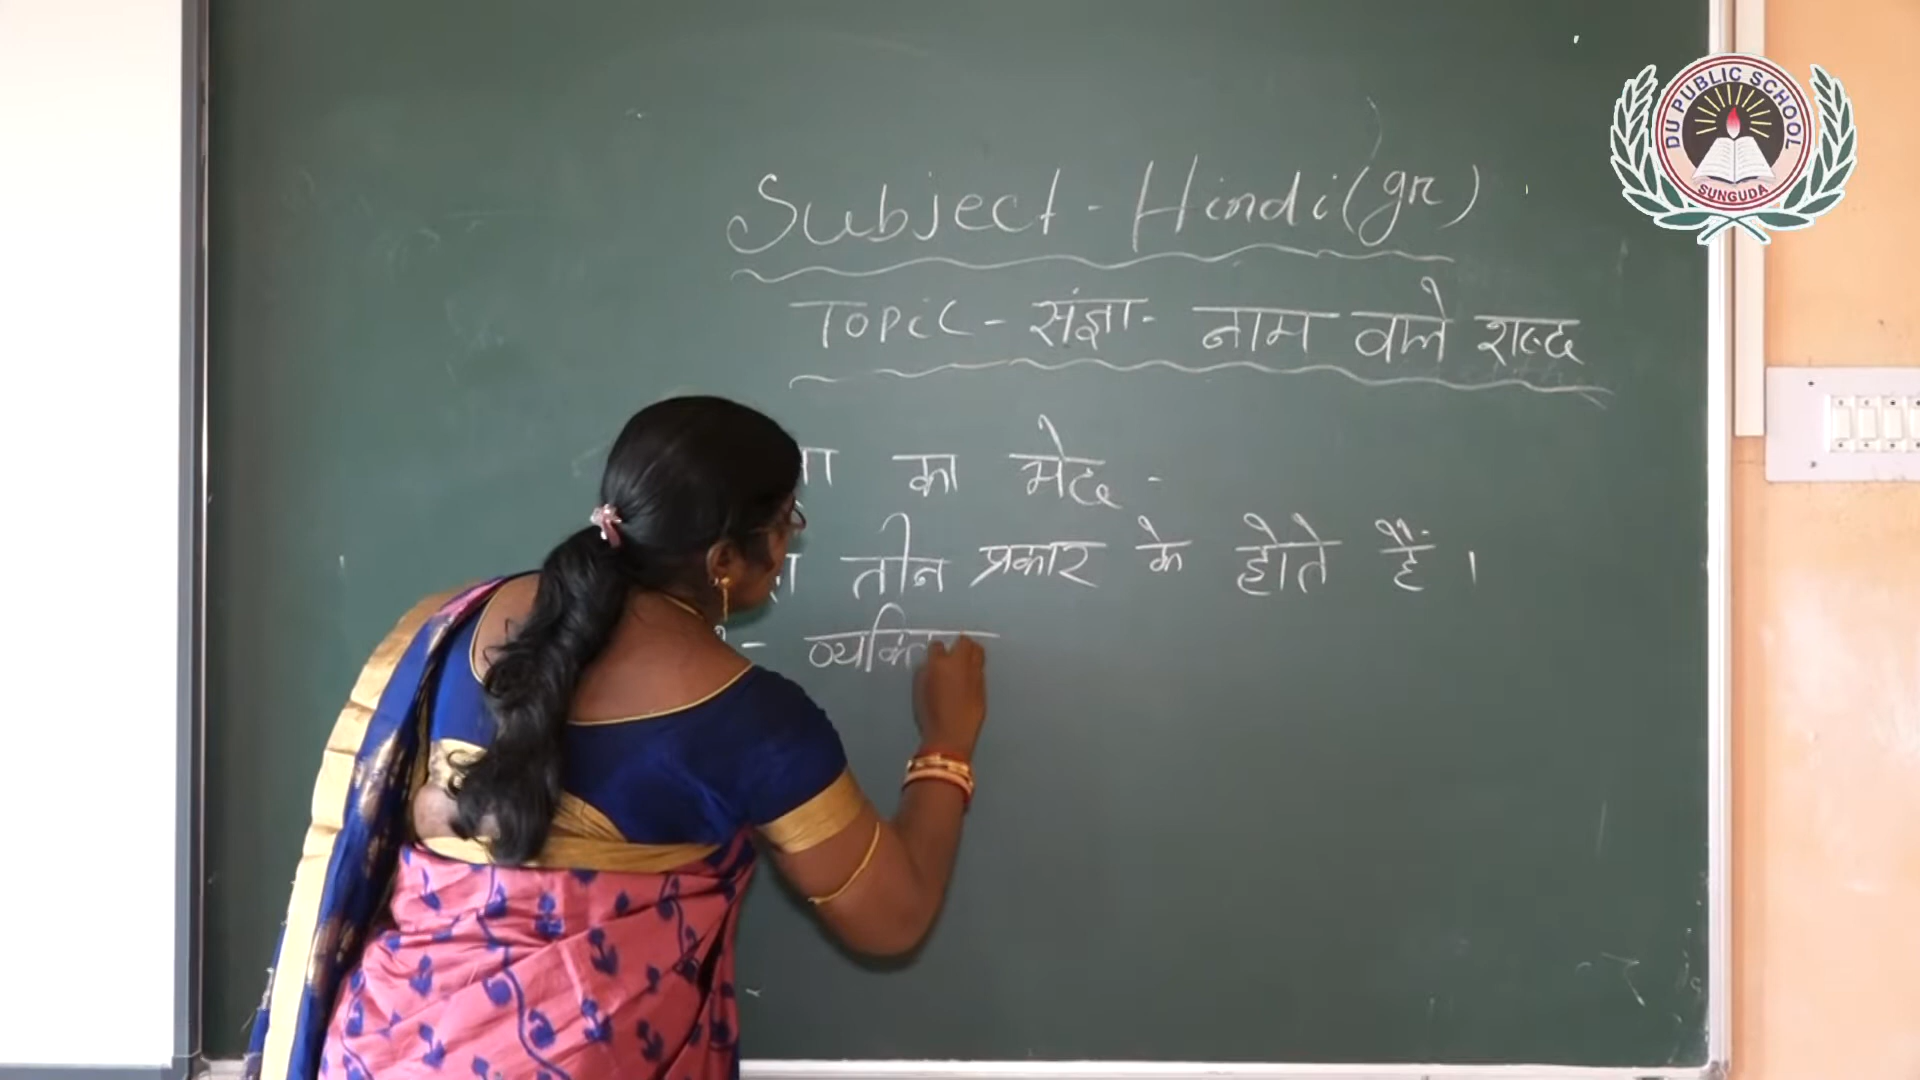 DU PUBLIC SCHOOL
SUNGUDA
Subject - Hindi (gr)
Topic - संज्ञा - नाम वाले शब्द
का भेद -
तीन प्रकार के होते हैं ।